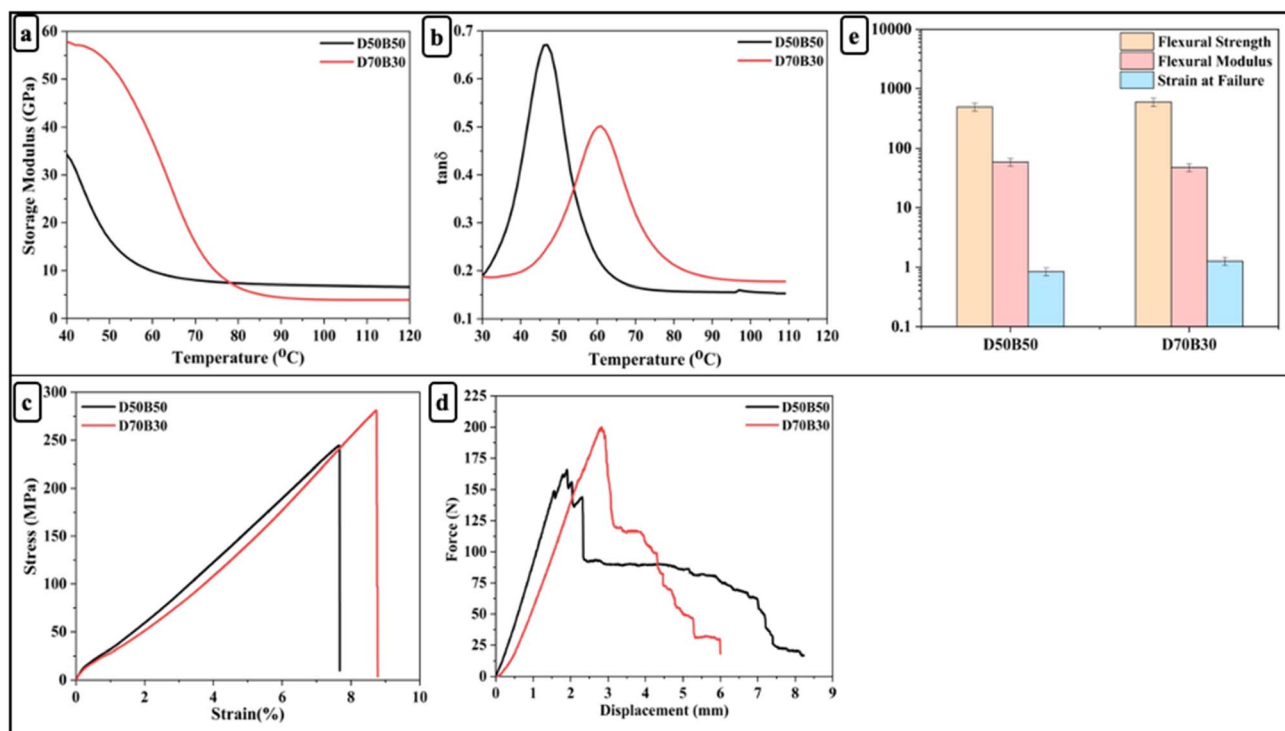 a
Storage Modulus (GPa)
D50B50
D70B30
60
50
40
30
20
10
0
40 50 60 70 80 90 100 110 120
Temperature (⁰C)
b
tanδ
D50B50
D70B30
0.7
0.6
0.5
0.4
0.3
0.2
0.1
30 40 50 60 70 80 90 100 110 120
Temperature (⁰C)
e
Flexural Strength
Flexural Modulus
Strain at Failure
10000
1000
100
10
1
0.1
D50B50 D70B30
c
Stress (MPa)
D50B50
D70B30
300
250
200
150
100
50
0
0 2 4 6 8 10
Strain(%)
d
Force (N)
D50B50
D70B30
225
200
175
150
125
100
75
50
25
0
0 1 2 3 4 5 6 7 8 9
Displacement (mm)